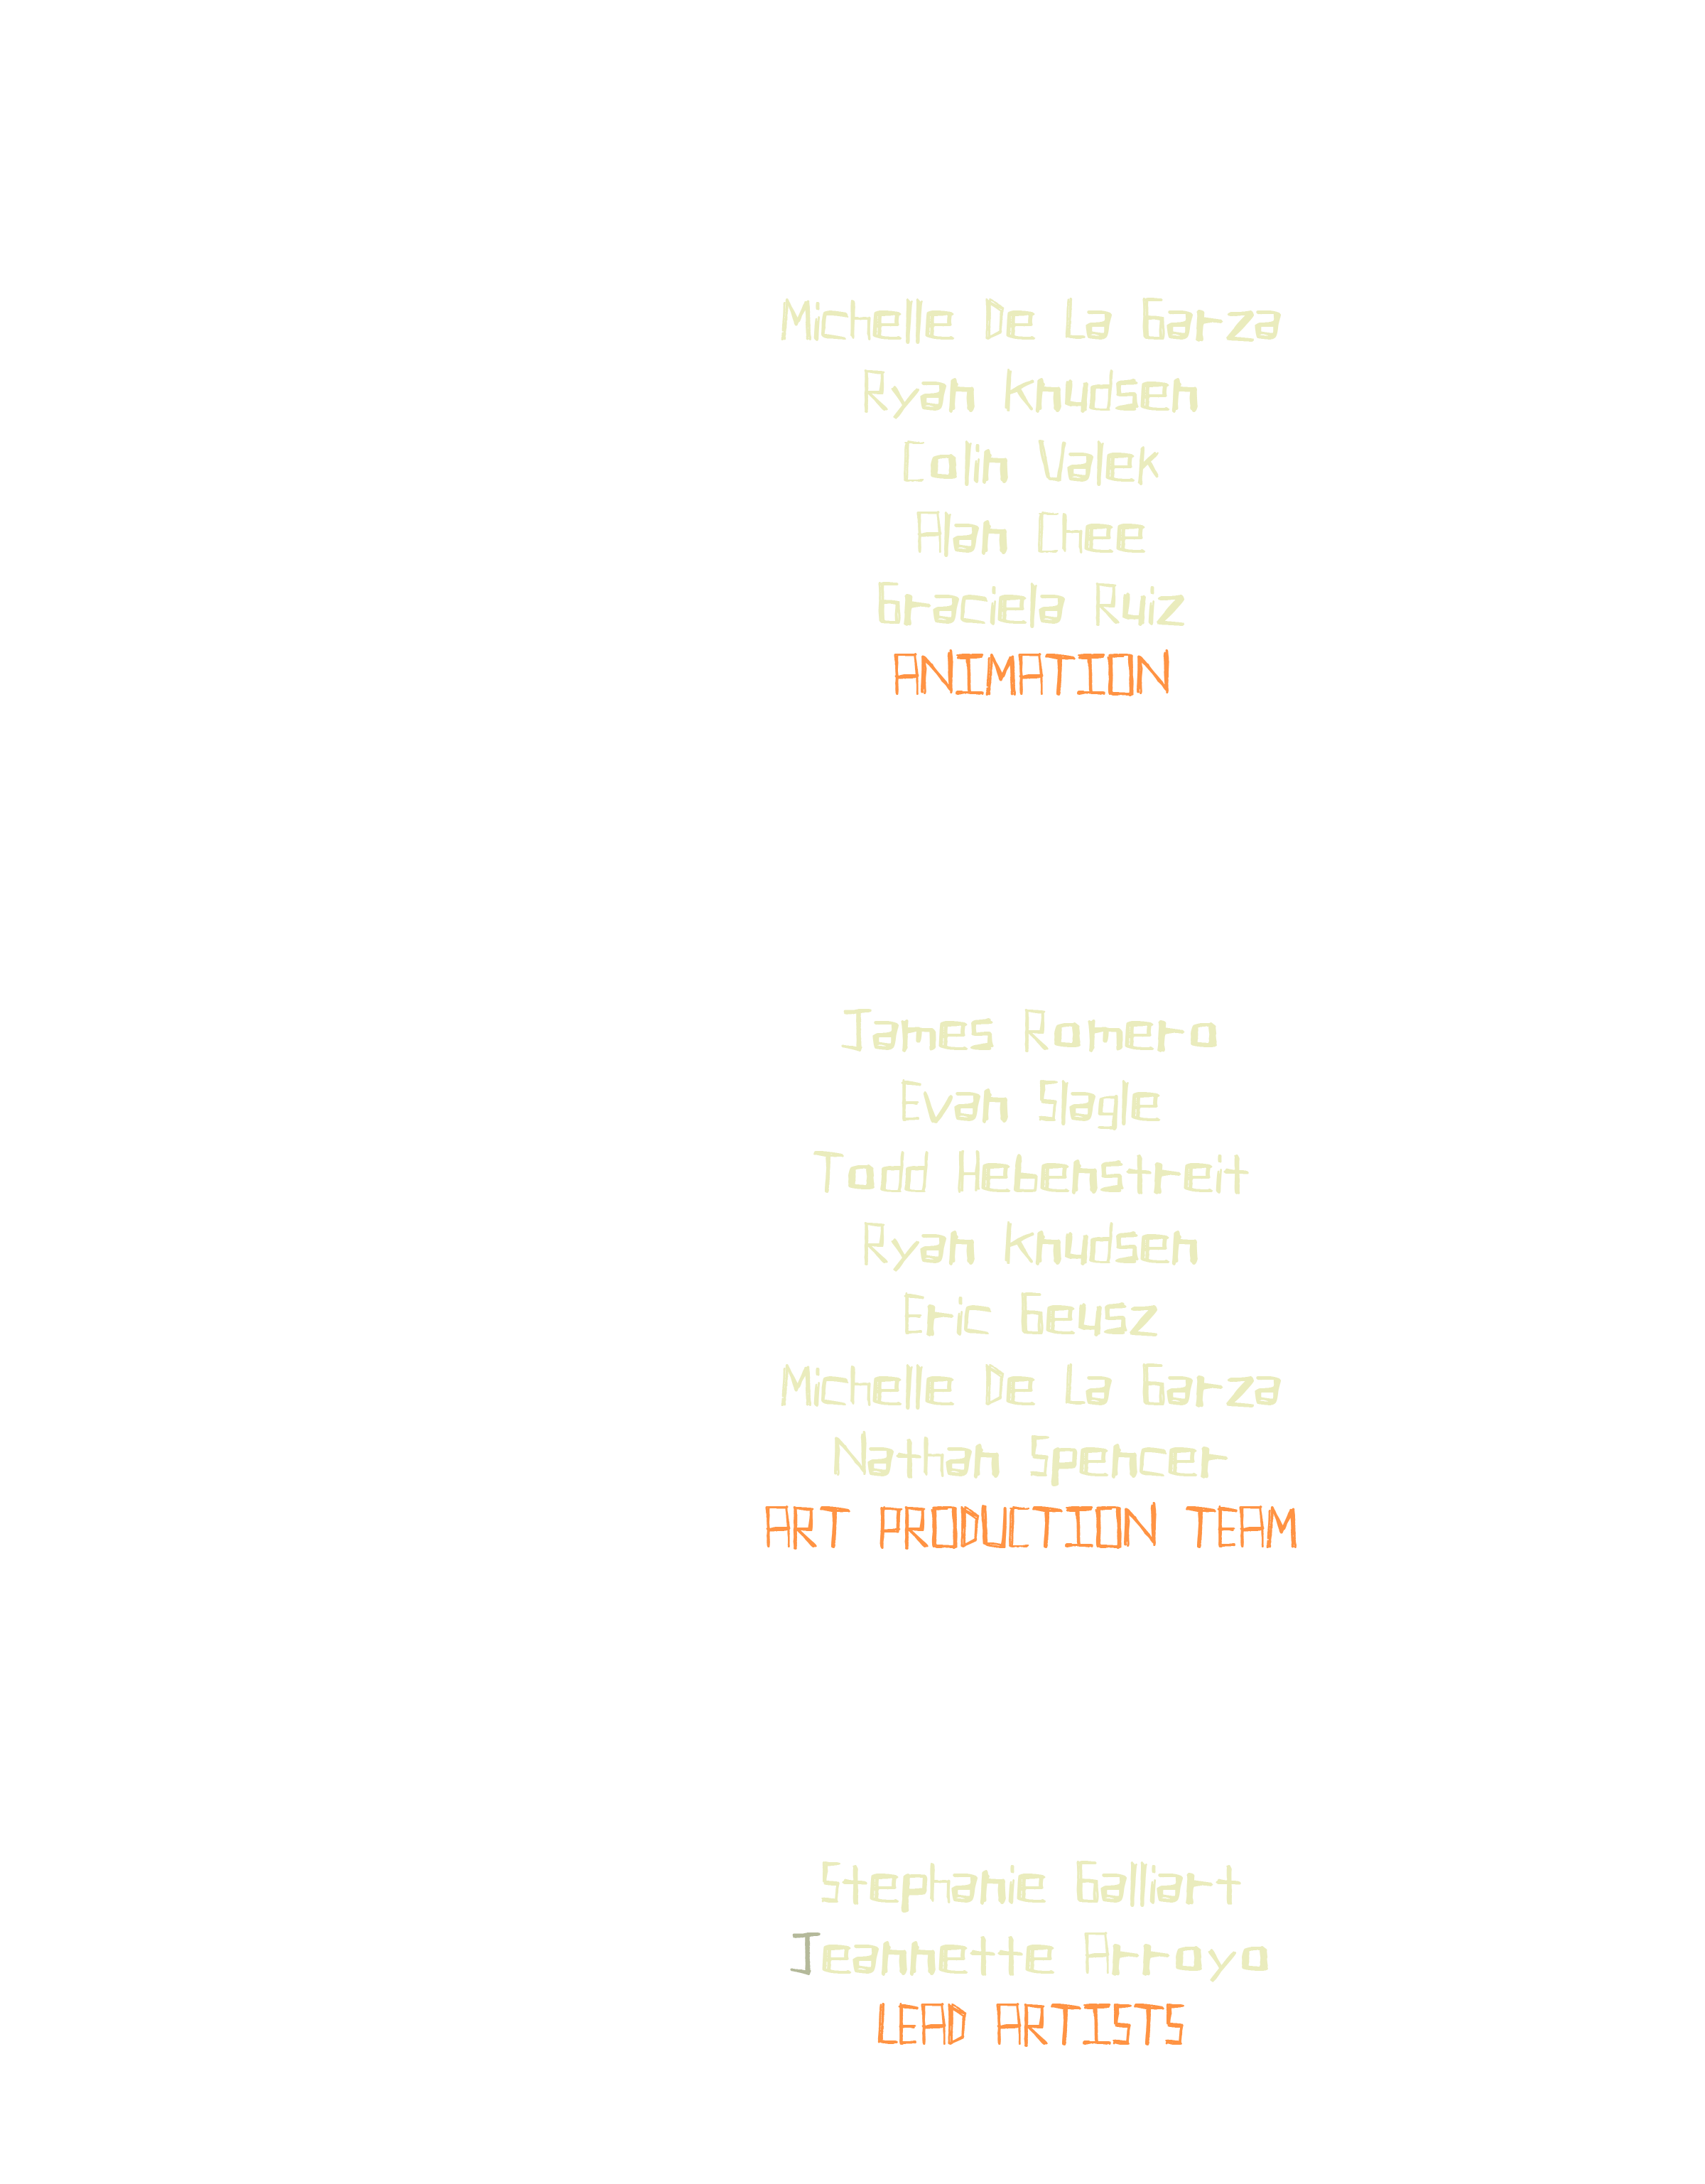 Michelle De La Garza
Ryan Knudsen
Colin Valek
Alan Chee
Graciela Ruiz
ANIMATION
James Romero
Evan Slagle
Todd Hebenstreit
Ryan Knudsen
Eric Geusz
Michelle De La Garza
Nathan Spencer
ART PRODUCTION TEAM
Stephanie Galliart
Jeannette Arroyo
LEAD ARTISTS